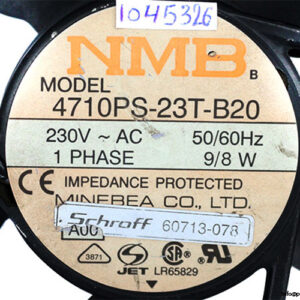 1045326
NMB B
MODEL
4710PS-23T-B20
230V ~ AC 50/60Hz
1 PHASE 9/8 W
CE IMPEDANCE PROTECTED
MINEBEA CO., LTD.
Schroff 60713-078
A00
3871 JET LR65829